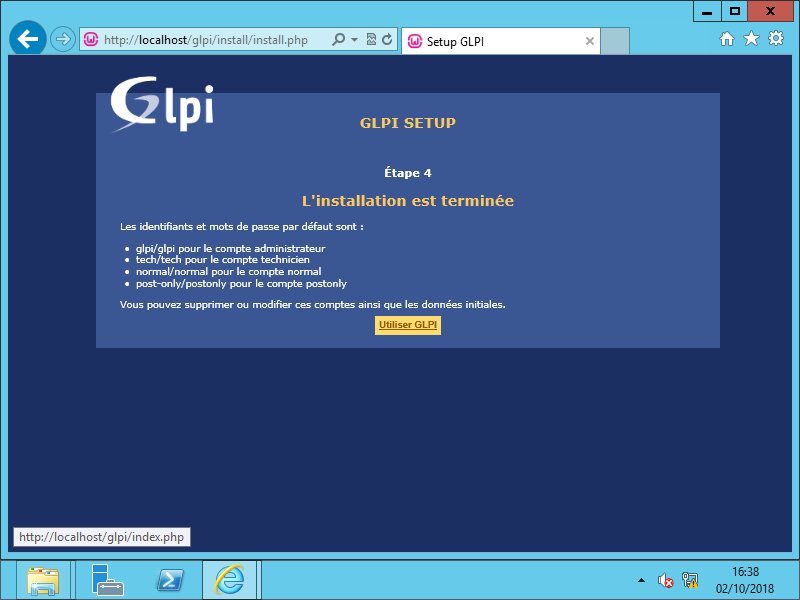 http://localhost/glpi/install/install.php
Setup GLPI
Glpi
GLPI SETUP
Étape 4
L'installation est terminée
Les identifiants et mots de passe par défaut sont :
glpi/glpi pour le compte administrateur
tech/tech pour le compte technicien
normal/normal pour le compte normal
post-only/postonly pour le compte postonly
Vous pouvez supprimer ou modifier ces comptes ainsi que les données initiales.
Utiliser GLPI
http://localhost/glpi/index.php
16:38
02/10/2018